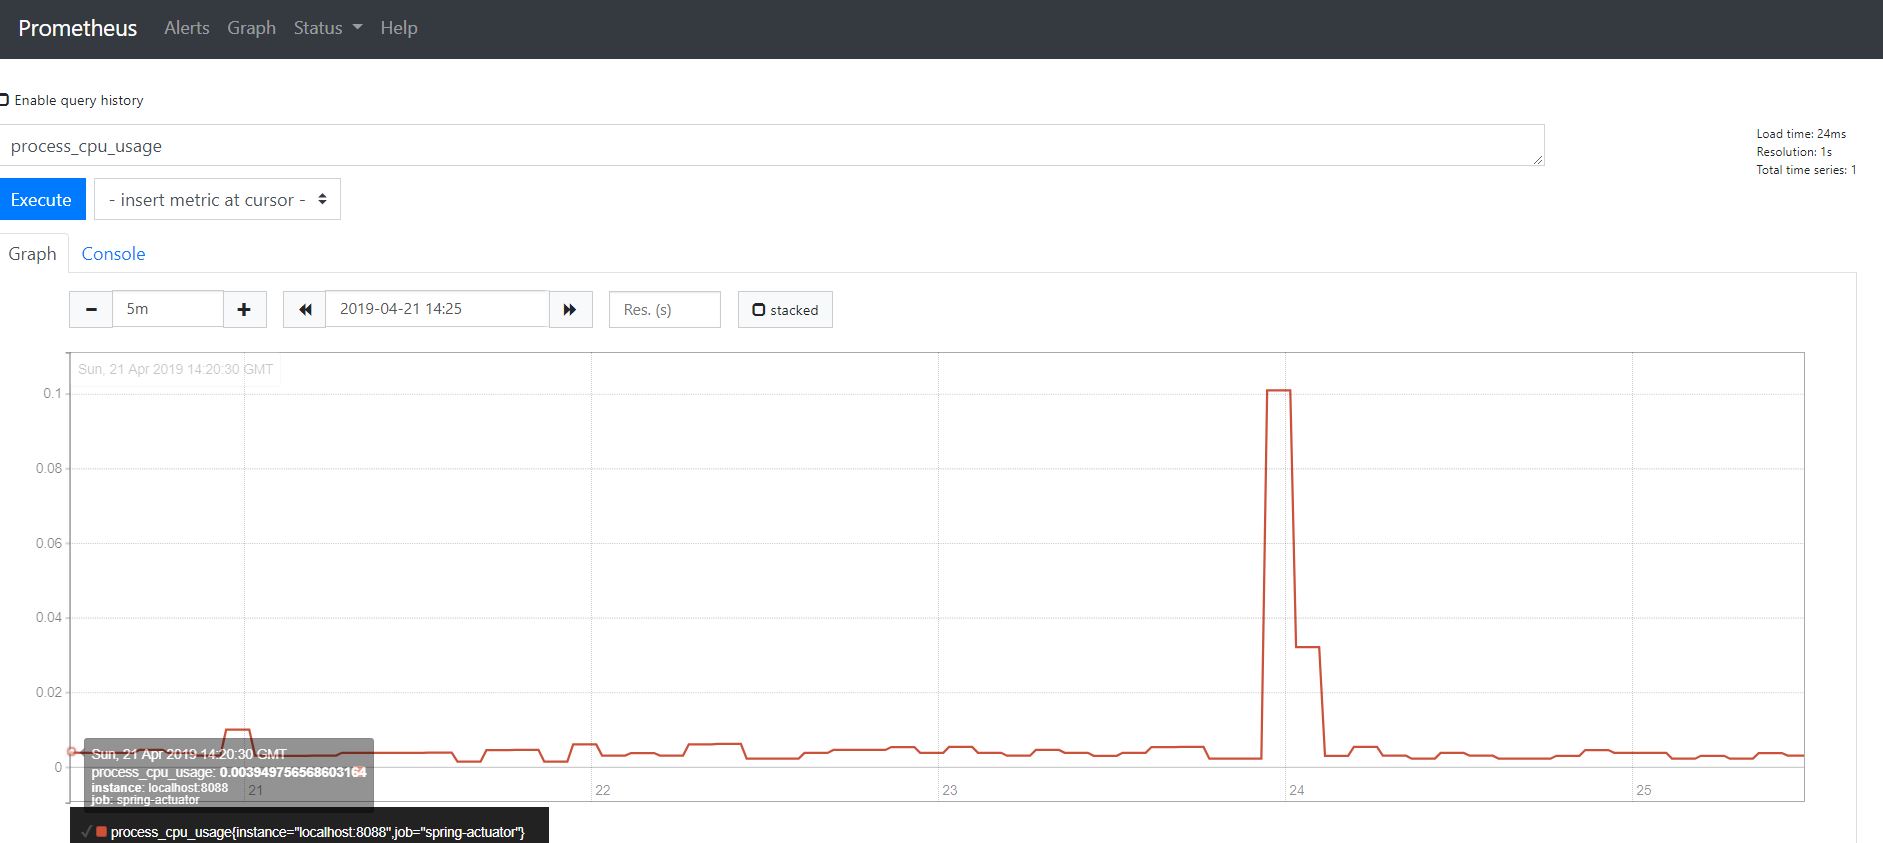 Prometheus Alerts Graph Status Help
Enable query history
process_cpu_usage
Load time: 24ms
Resolution: 1s
Total time series: 1
Execute - insert metric at cursor -
Graph Console
5m 2019-04-21 14:25 Res. (s) stacked
Sun, 21 Apr 2019 14:20:30 GMT
0.1
0.08
0.06
0.04
0.02
0
Sun, 21 Apr 2019 14:20:30 GMT
process_cpu_usage: 0.003949756568603164
instance: localhost:8088
job: spring-actuator
21 22 23 24 25
process_cpu_usage{instance="localhost:8088",job="spring-actuator"}